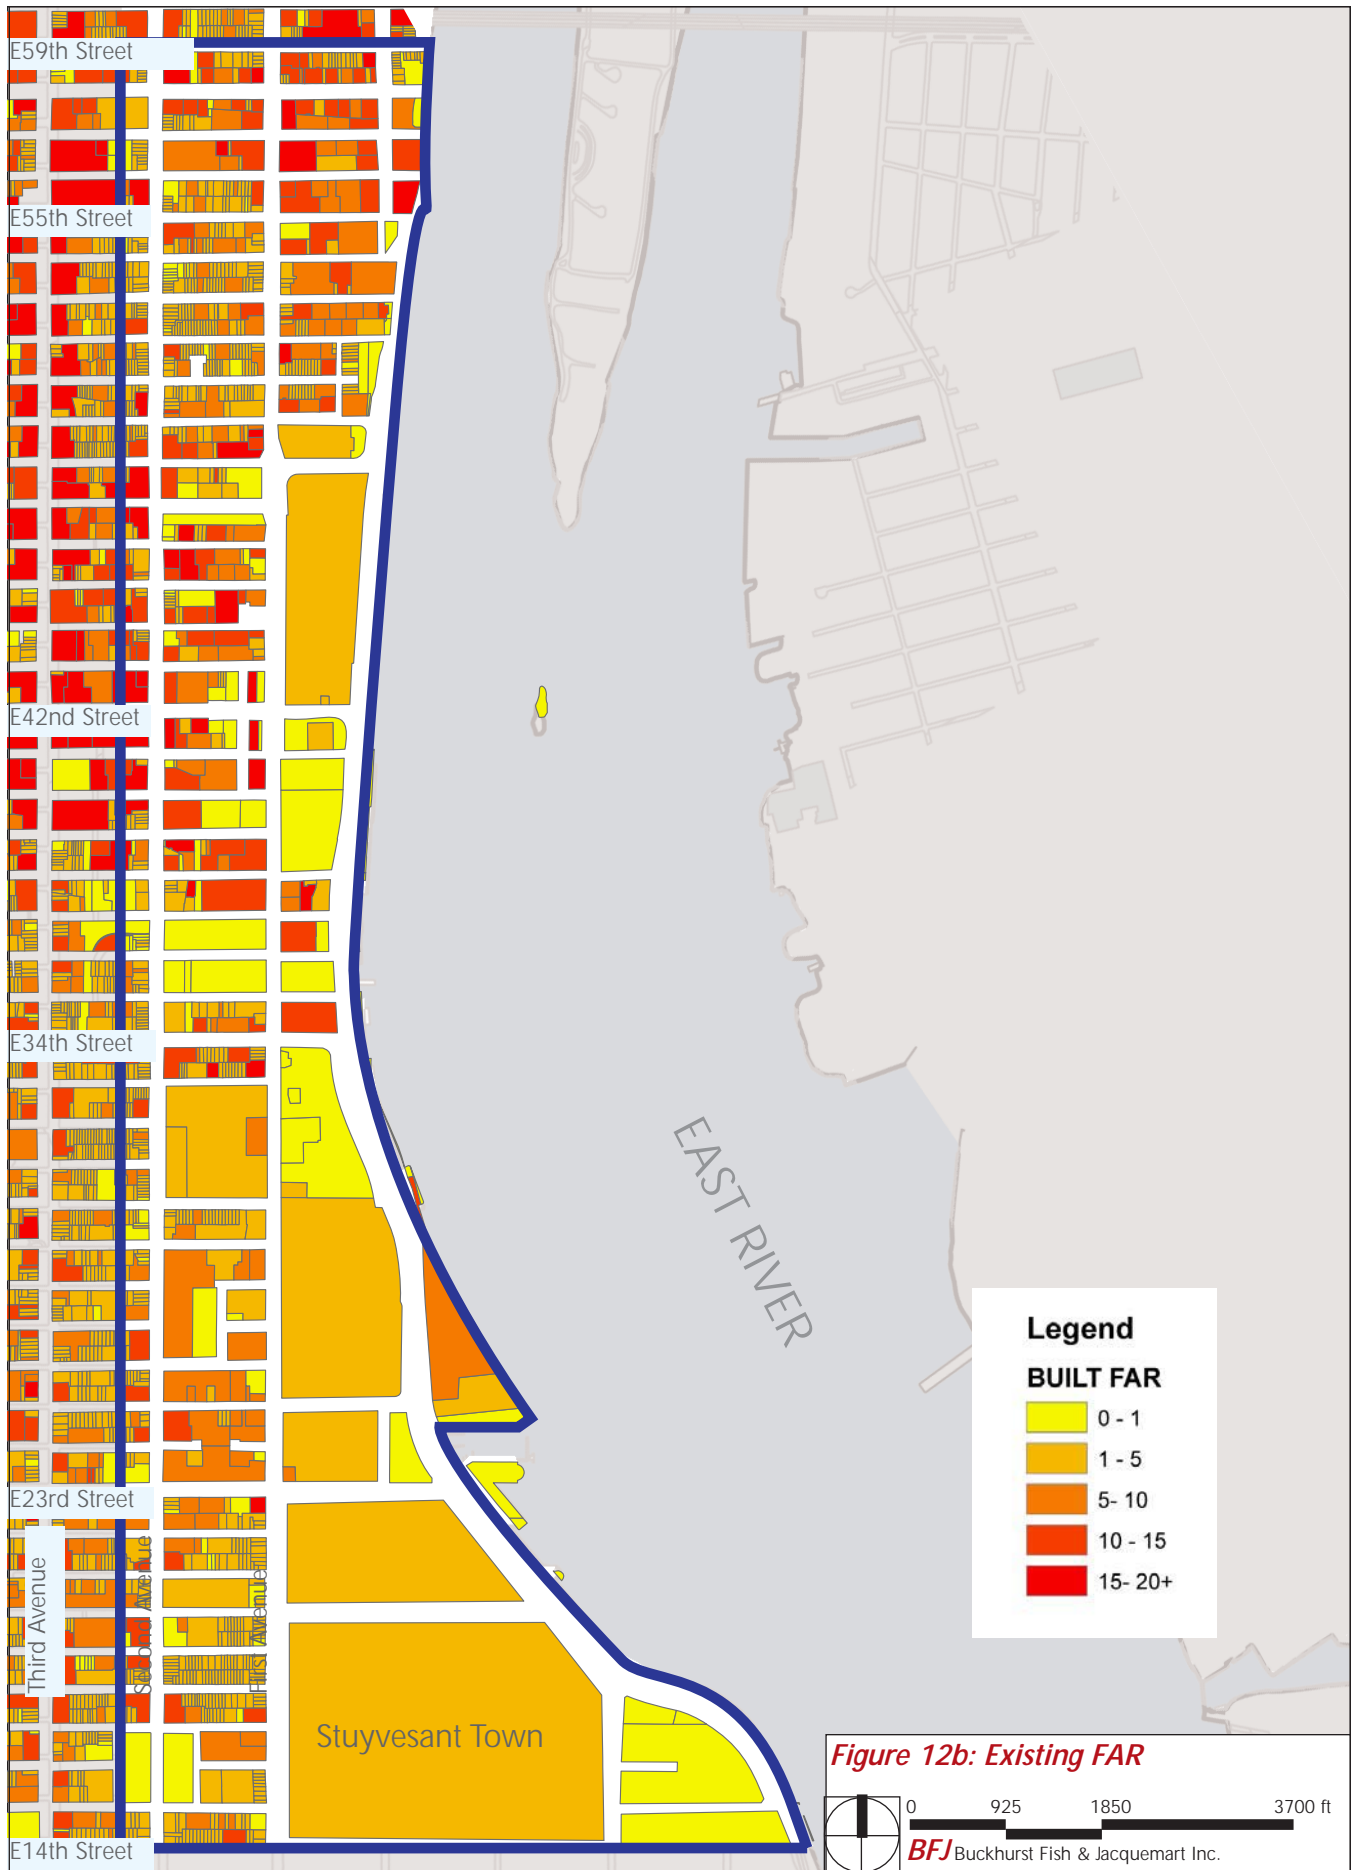 E59th Street
E55th Street
E42nd Street
E34th Street
E23rd Street
Third Avenue
Second Avenue
First Avenue
E14th Street
Stuyvesant Town
EAST RIVER
Legend
BUILT FAR
0 - 1
1 - 5
5- 10
10 - 15
15- 20+
Figure 12b: Existing FAR
0 925 1850 3700 ft
BFJ Buckhurst Fish & Jacquemart Inc.